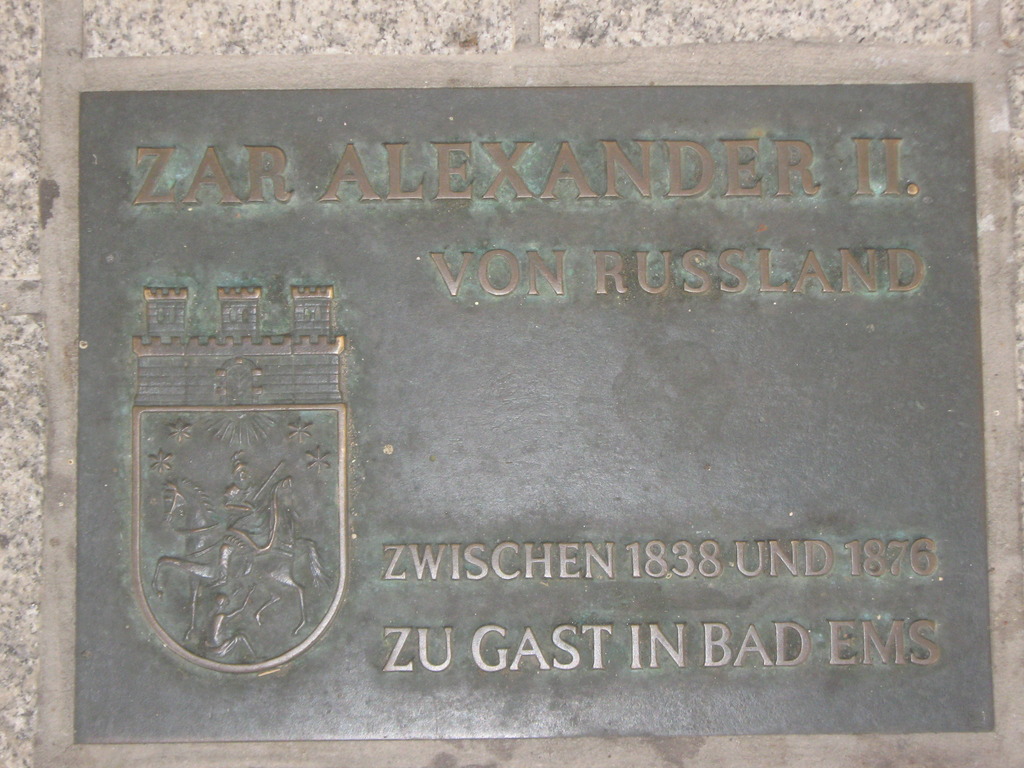 ZAR ALEXANDER II.
VON RUSSLAND
ZWISCHEN 1838 UND 1876
ZU GAST IN BAD EMS